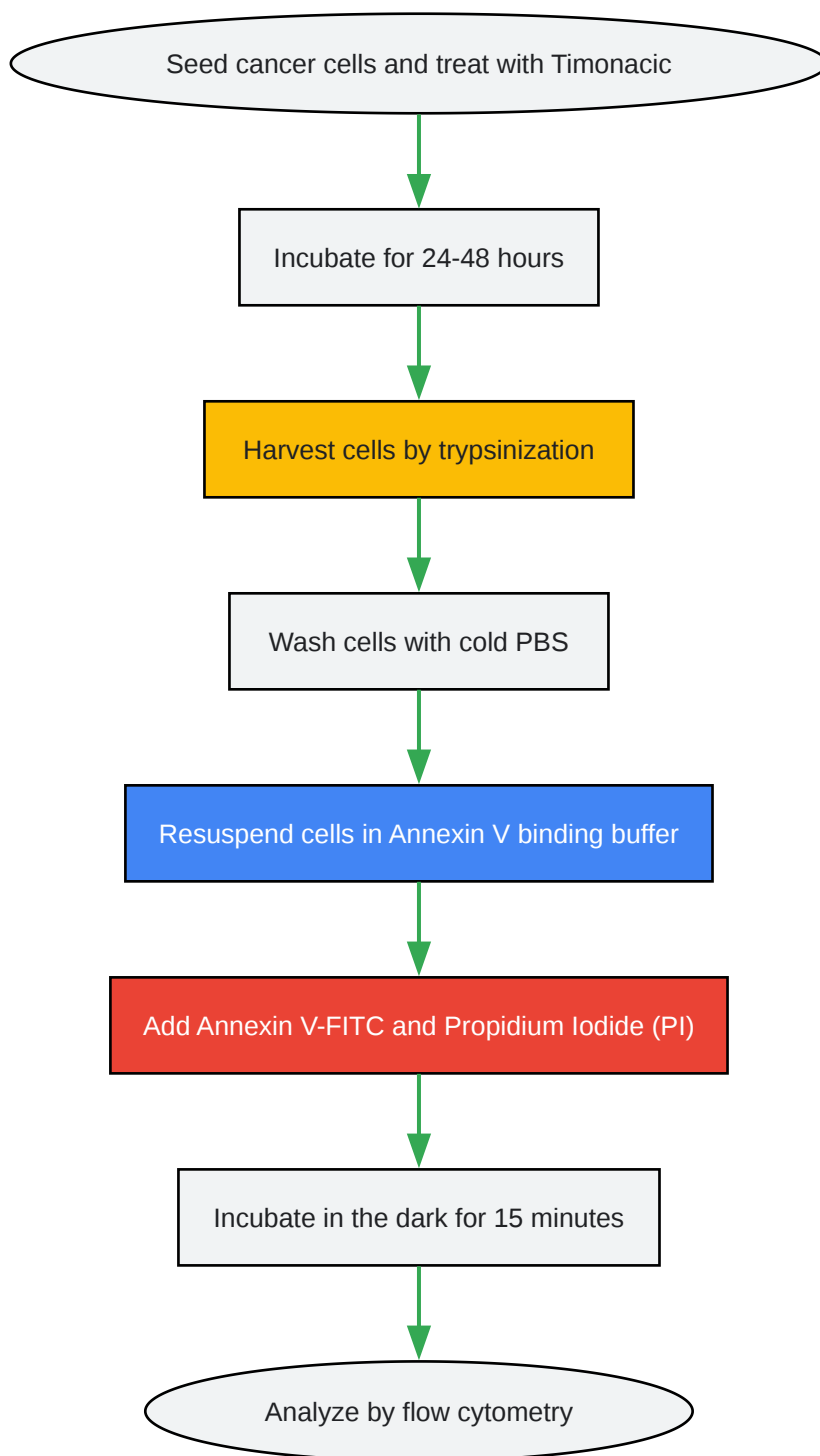 Seed cancer cells and treat with Timonacic
Incubate for 24-48 hours
Harvest cells by trypsinization
Wash cells with cold PBS
Resuspend cells in Annexin V binding buffer
Add Annexin V-FITC and Propidium Iodide (PI)
Incubate in the dark for 15 minutes
Analyze by flow cytometry